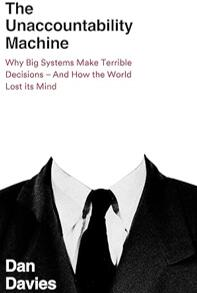 The
Unaccountability
Machine
Why Big Systems Make Terrible
Decisions – And How the World
Lost its Mind
Dan
Davies